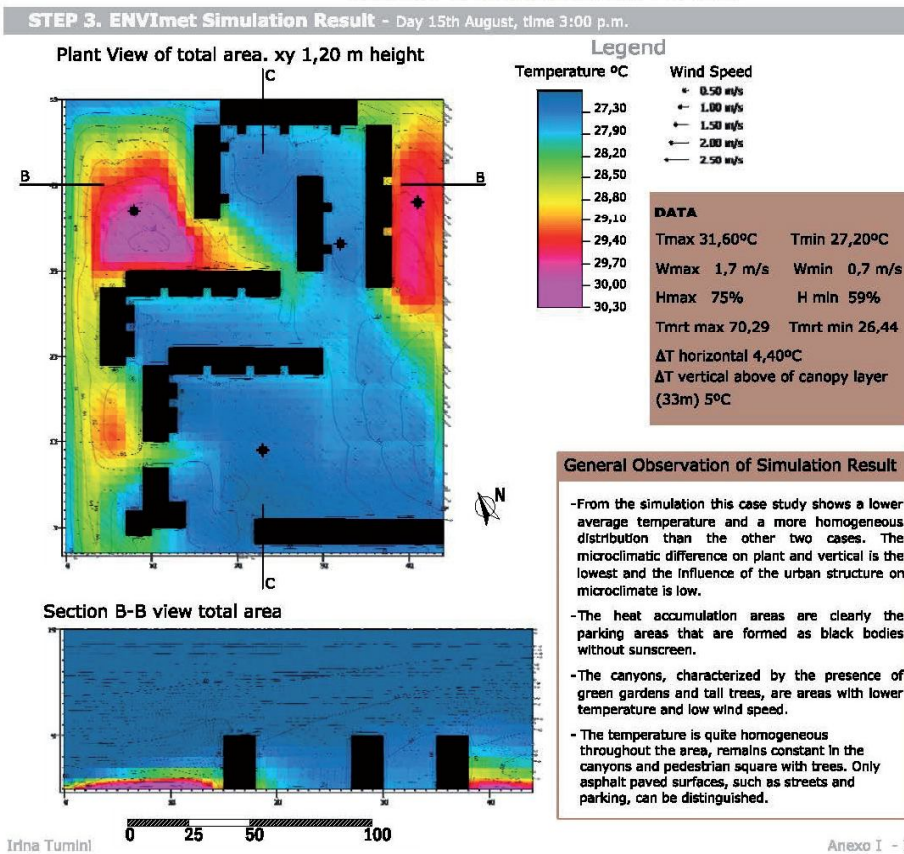 STEP 3. ENVImet Simulation Result - Day 15th August, time 3:00 p.m.
Plant View of total area. xy 1,20 m height
C
B
B
C
Legend
Temperature ºC
27,30
27,90
28,20
28,50
28,80
29,10
29,40
29,70
30,00
30,30
Wind Speed
0.50 m/s
1.00 m/s
1.50 m/s
2.00 m/s
2.50 m/s
DATA
Tmax 31,60ºC Tmin 27,20ºC
Wmax 1,7 m/s Wmin 0,7 m/s
Hmax 75% H min 59%
Tmrt max 70,29 Tmrt min 26,44
ΔT horizontal 4,40ºC
ΔT vertical above of canopy layer
(33m) 5ºC
N
General Observation of Simulation Result
-From the simulation this case study shows a lower
average temperature and a more homogeneous
distribution than the other two cases. The
microclimatic difference on plant and vertical is the
lowest and the influence of the urban structure on
microclimate is low.
-The heat accumulation areas are clearly the
parking areas that are formed as black bodies
without sunscreen.
-The canyons, characterized by the presence of
green gardens and tall trees, are areas with lower
temperature and low wind speed.
- The temperature is quite homogeneous
throughout the area, remains constant in the
canyons and pedestrian square with trees. Only
asphalt paved surfaces, such as streets and
parking, can be distinguished.
Section B-B view total area
0 25 50 100
Irina Tumini
Anexo I -